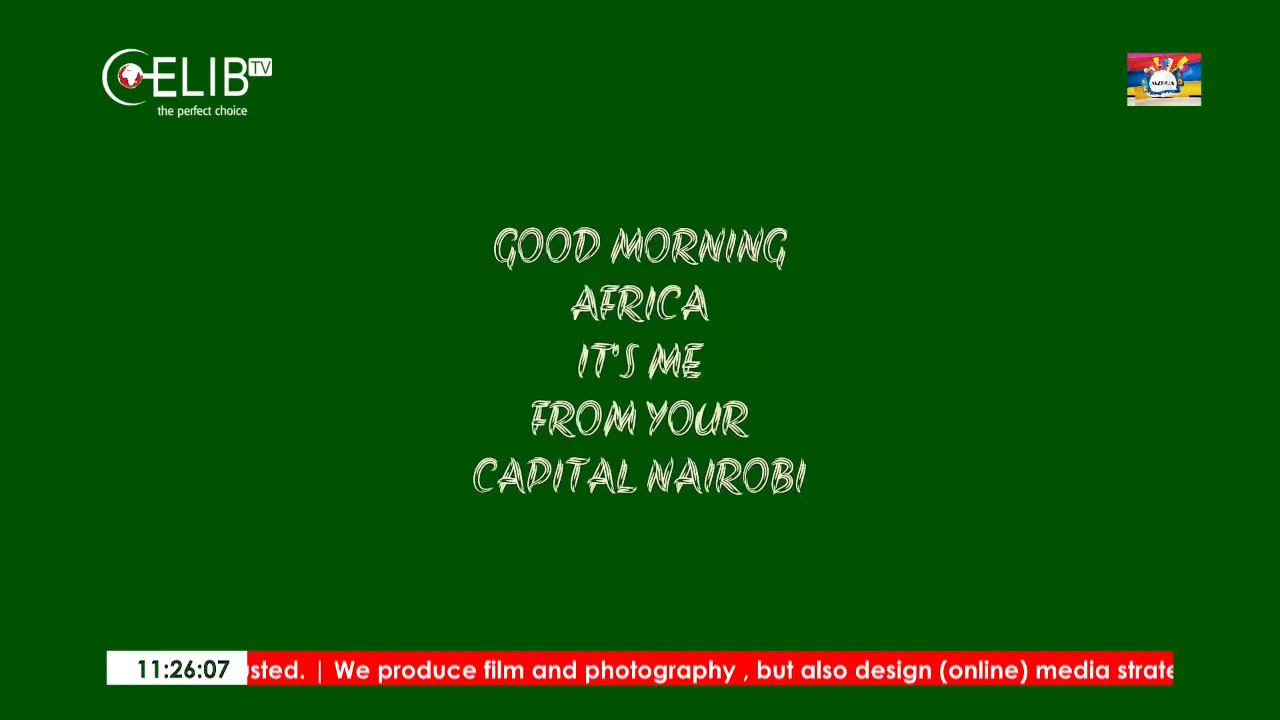 CELIB TV
the perfect choice
GOOD MORNING
AFRICA
IT'S ME
FROM YOUR
CAPITAL NAIROBI
11:26:07
usted. | We produce film and photography , but also design (online) media strate